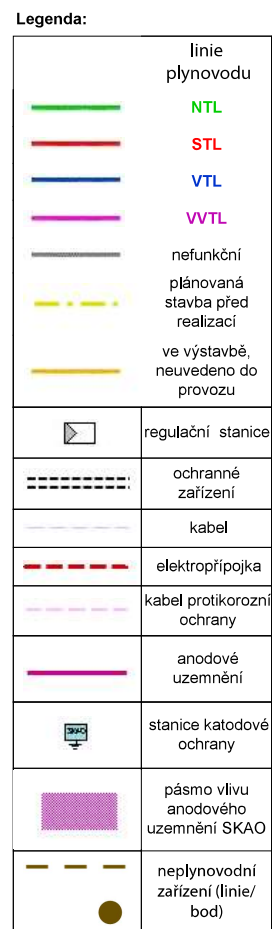 Legenda:
linie
plynovodu
NTL
STL
VTL
VVTL
nefunkční
plánovaná
stavba před
realizací
ve výstavbě,
neuvedeno do
provozu
regulační stanice
ochranné
zařízení
kabel
elektropřípojka
kabel protikorozní
ochrany
anodové
uzemnění
SKAO
stanice katodové
ochrany
pásmo vlivu
anodového
uzemnění SKAO
neplynovodní
zařízení (linie/
bod)